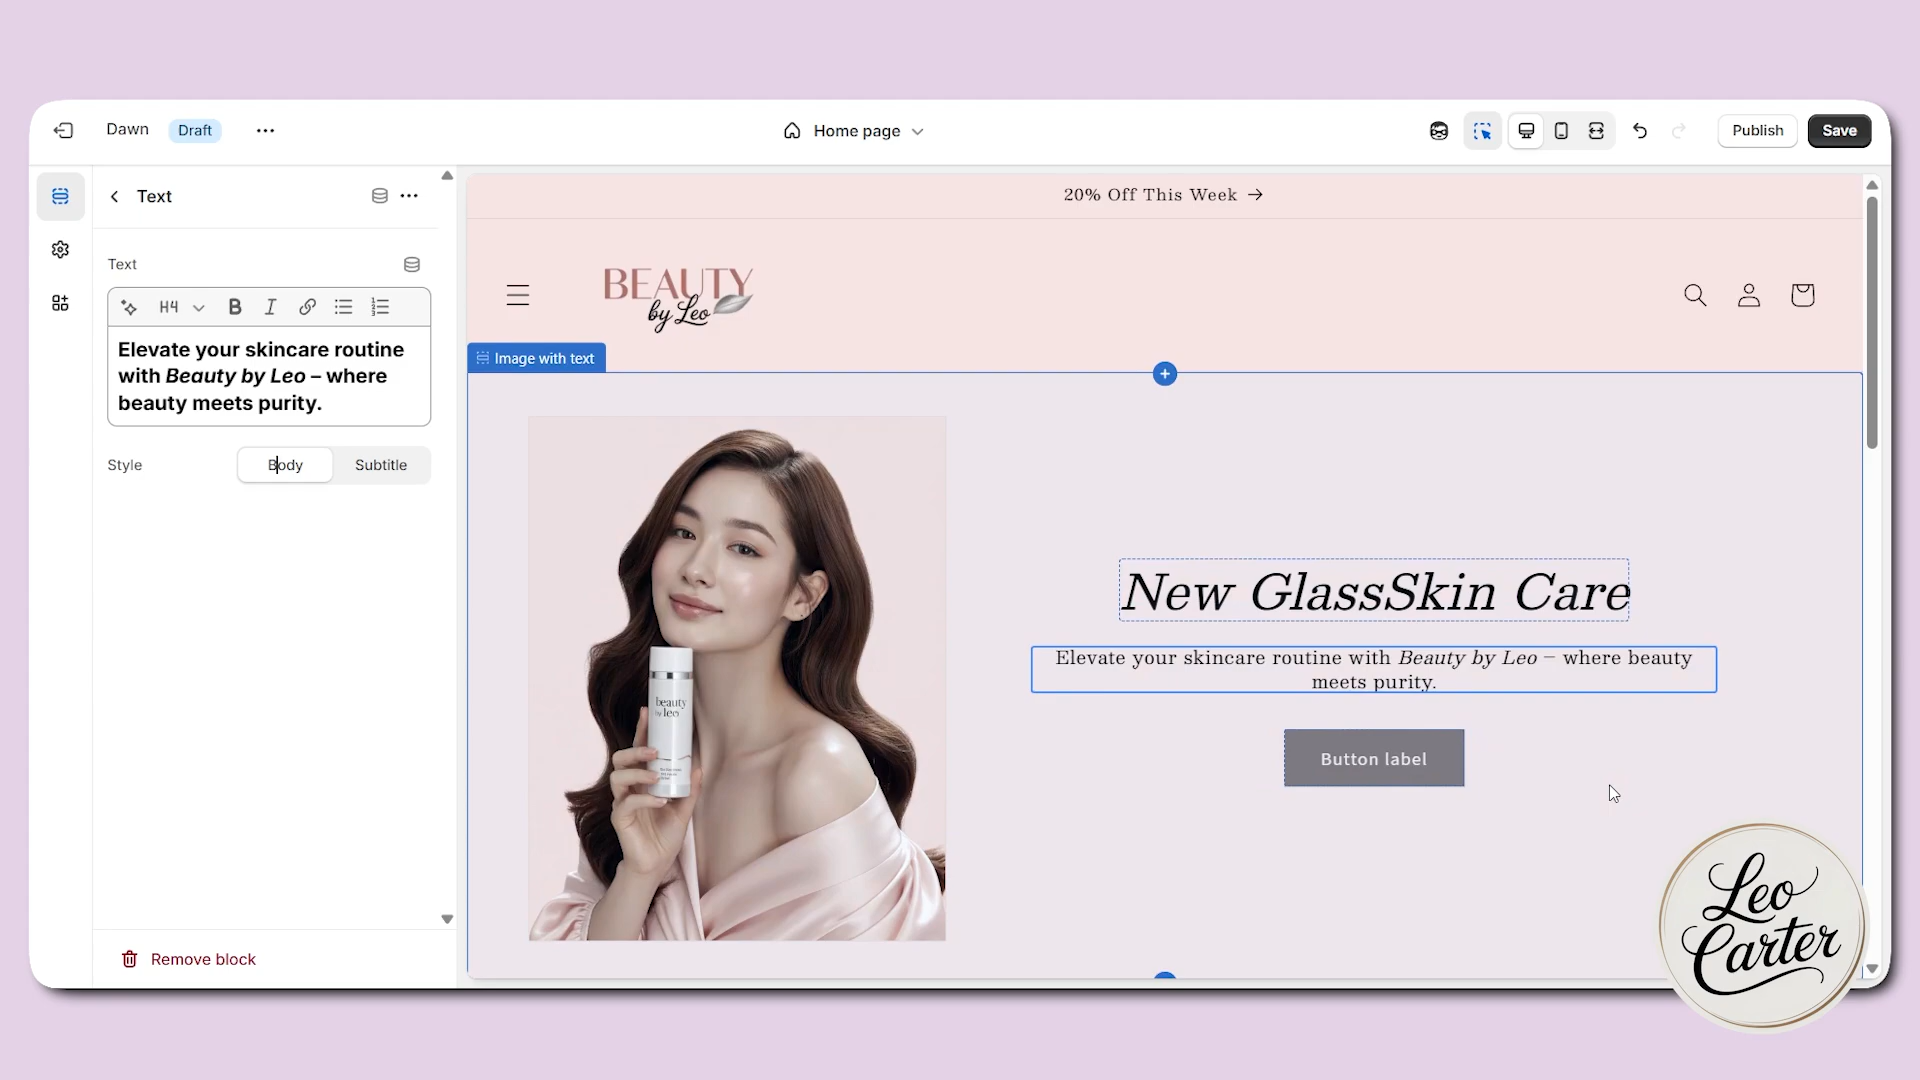 Dawn
Draft
Home page
Publish
Save
Text
Text
H4
B
I
Elevate your skincare routine
with Beauty by Leo – where
beauty meets purity.
Style
Body
Subtitle
Remove block
20% Off This Week →
BEAUTY
by Leo
Image with text
New GlassSkin Care
Elevate your skincare routine with Beauty by Leo – where beauty
meets purity.
Button label
beauty
by leo
Leo
Carter